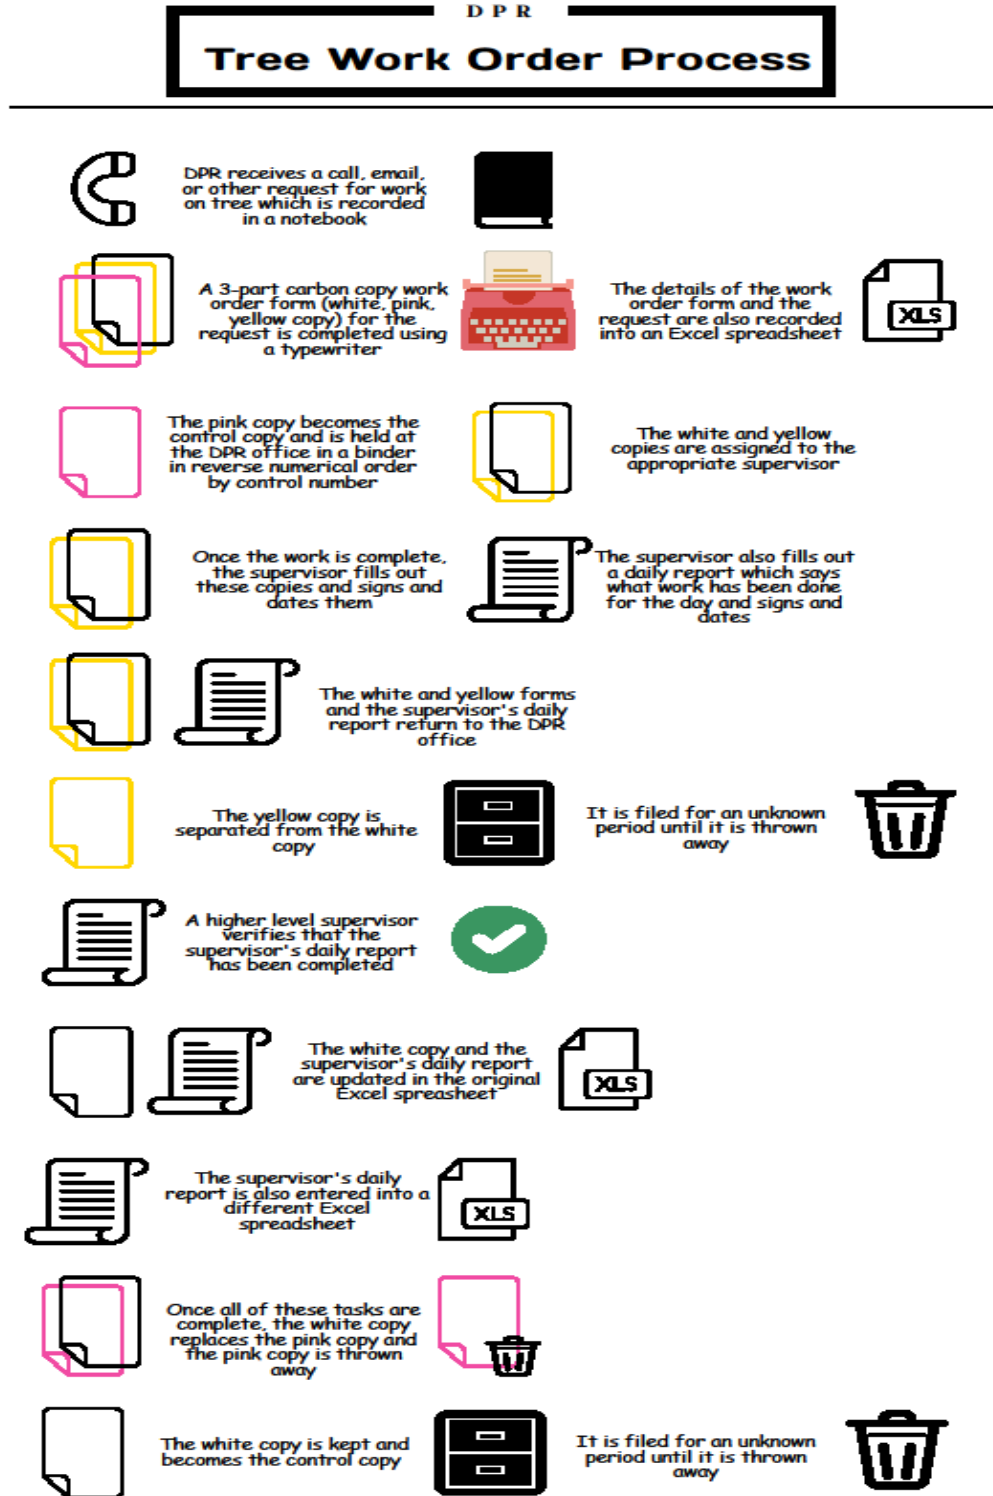 DPR
Tree Work Order Process
DPR receives a call, email,
or other request for work
on tree which is recorded
in a notebook
A 3-part carbon copy work
order form (white, pink,
yellow copy) for the
request is completed using
a typewriter
The details of the work
order form and the
request are also recorded
into an Excel spreadsheet
XLS
The pink copy becomes the
control copy and is held at
the DPR office in a binder
in reverse numerical order
by control number
The white and yellow
copies are assigned to the
appropriate supervisor
Once the work is complete,
the supervisor fills out
these copies and signs and
dates them
The supervisor also fills out
a daily report which says
what work has been done
for the day and signs and
dates
The white and yellow forms
and the supervisor's daily
report return to the DPR
office
The yellow copy is
separated from the white
copy
It is filed for an unknown
period until it is thrown
away
A higher level supervisor
verifies that the
supervisor's daily report
has been completed
The white copy and the
supervisor's daily report
are updated in the original
Excel spreasheet
XLS
The supervisor's daily
report is also entered into a
different Excel
spreadsheet
XLS
Once all of these tasks are
complete, the white copy
replaces the pink copy and
the pink copy is thrown
away
The white copy is kept and
becomes the control copy
It is filed for an unknown
period until it is thrown
away